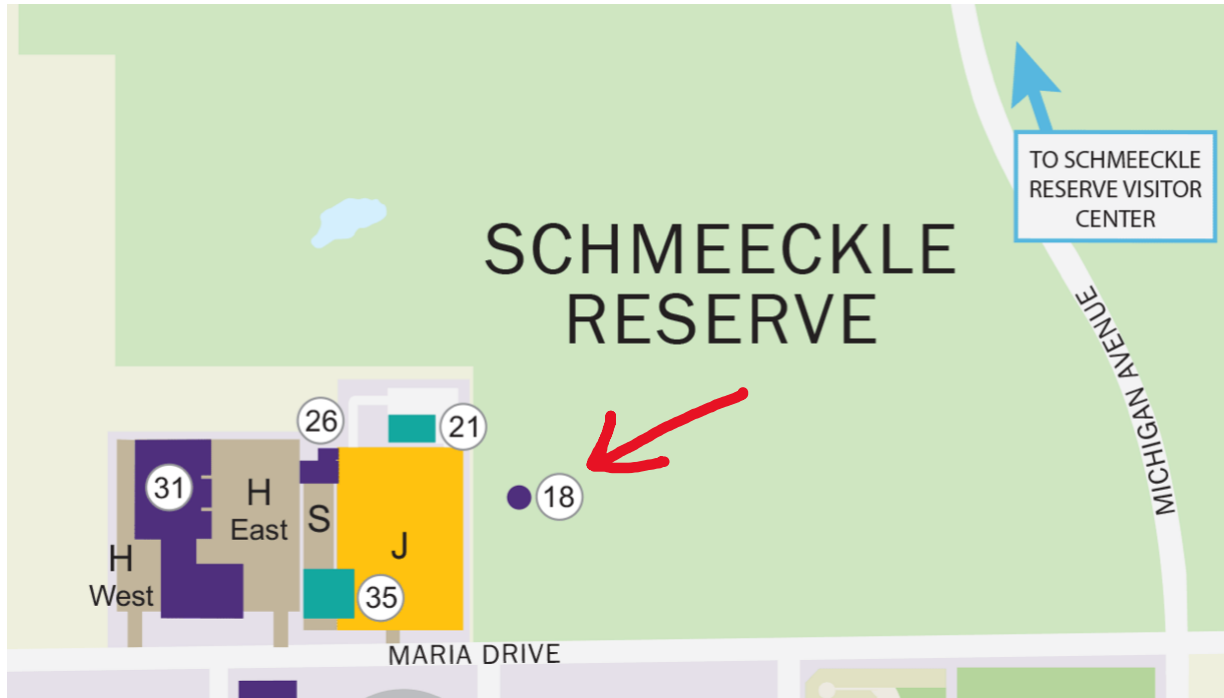 TO SCHMEECKLE
RESERVE VISITOR
CENTER
SCHMEECKLE
RESERVE
MICHIGAN AVENUE
26
21
31
H
East
S
J
18
H
West
35
MARIA DRIVE